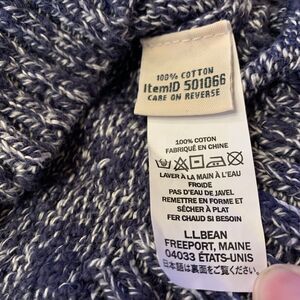 100% COTTON
ItemID 501066
CARE ON REVERSE
100% COTON
FABRIQUÉ EN CHINE
LAVER À LA MAIN À L'EAU
FROIDE
PAS D'EAU DE JAVEL
REMETTRE EN FORME ET
SÉCHER À PLAT
FER CHAUD SI BESOIN
L.L.BEAN
FREEPORT, MAINE
04033 ÉTATS-UNIS
日本語は裏面をご覧ください。